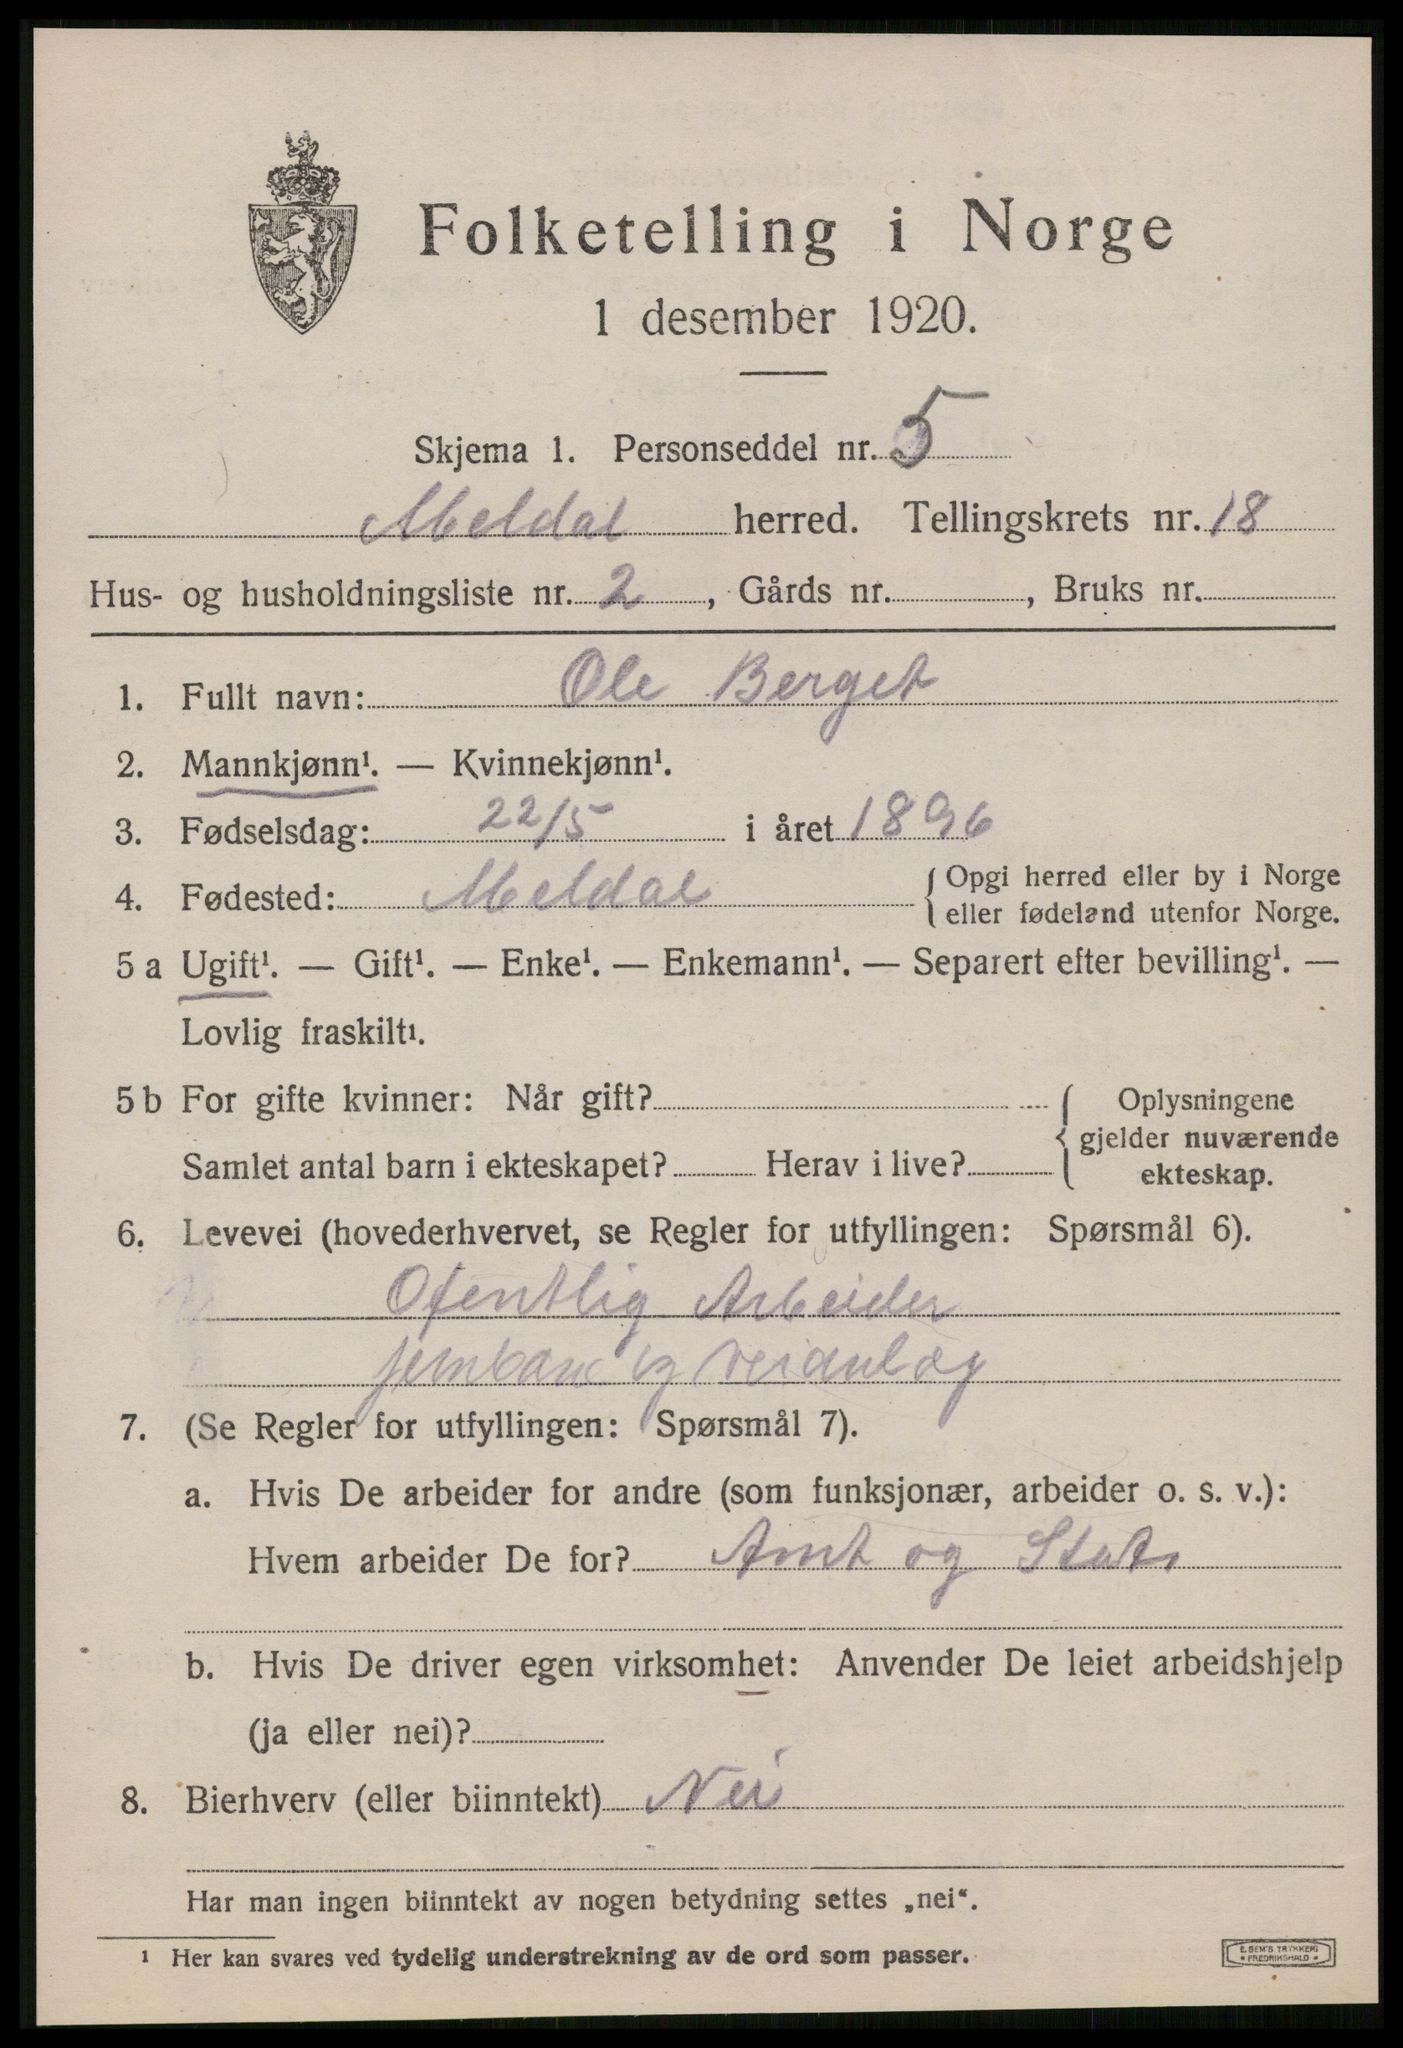 Folketelling i Norge
1 desember 1920.
Skjema 1. Personseddel nr. 5
Meldal herred. Tellingskrets nr. 18
Hus- og husholdningsliste nr. 2, Gårds nr. , Bruks nr.
1. Fullt navn: Ole Berget
2. Mannkjønn¹. — Kvinnekjønn¹.
3. Fødselsdag: 22/5 i året 1896
4. Fødested: Meldal { Opgi herred eller by i Norge
eller fødeland utenfor Norge.
5 a Ugift¹. — Gift¹. — Enke¹. — Enkemann¹. — Separert efter bevilling¹. —
Lovlig fraskilt¹.
5 b For gifte kvinner: Når gift? { Oplysningene
gjelder nuværende
Samlet antal barn i ekteskapet? Herav i live? ekteskap.
6. Levevei (hovederhvervet, se Regler for utfyllingen: Spørsmål 6).
Ofentlig Arbeider
jernbane og veianlæg
7. (Se Regler for utfyllingen: Spørsmål 7).
a. Hvis De arbeider for andre (som funksjonær, arbeider o. s. v.):
Hvem arbeider De for? Amt og Stat
b. Hvis De driver egen virksomhet: Anvender De leiet arbeidshjelp
(ja eller nei)?
8. Bierhverv (eller biinntekt) Nei
Har man ingen biinntekt av nogen betydning settes „nei“.
¹ Her kan svares ved tydelig understrekning av de ord som passer.
E. SEM'S TRYKKERI
FREDRIKSHALD